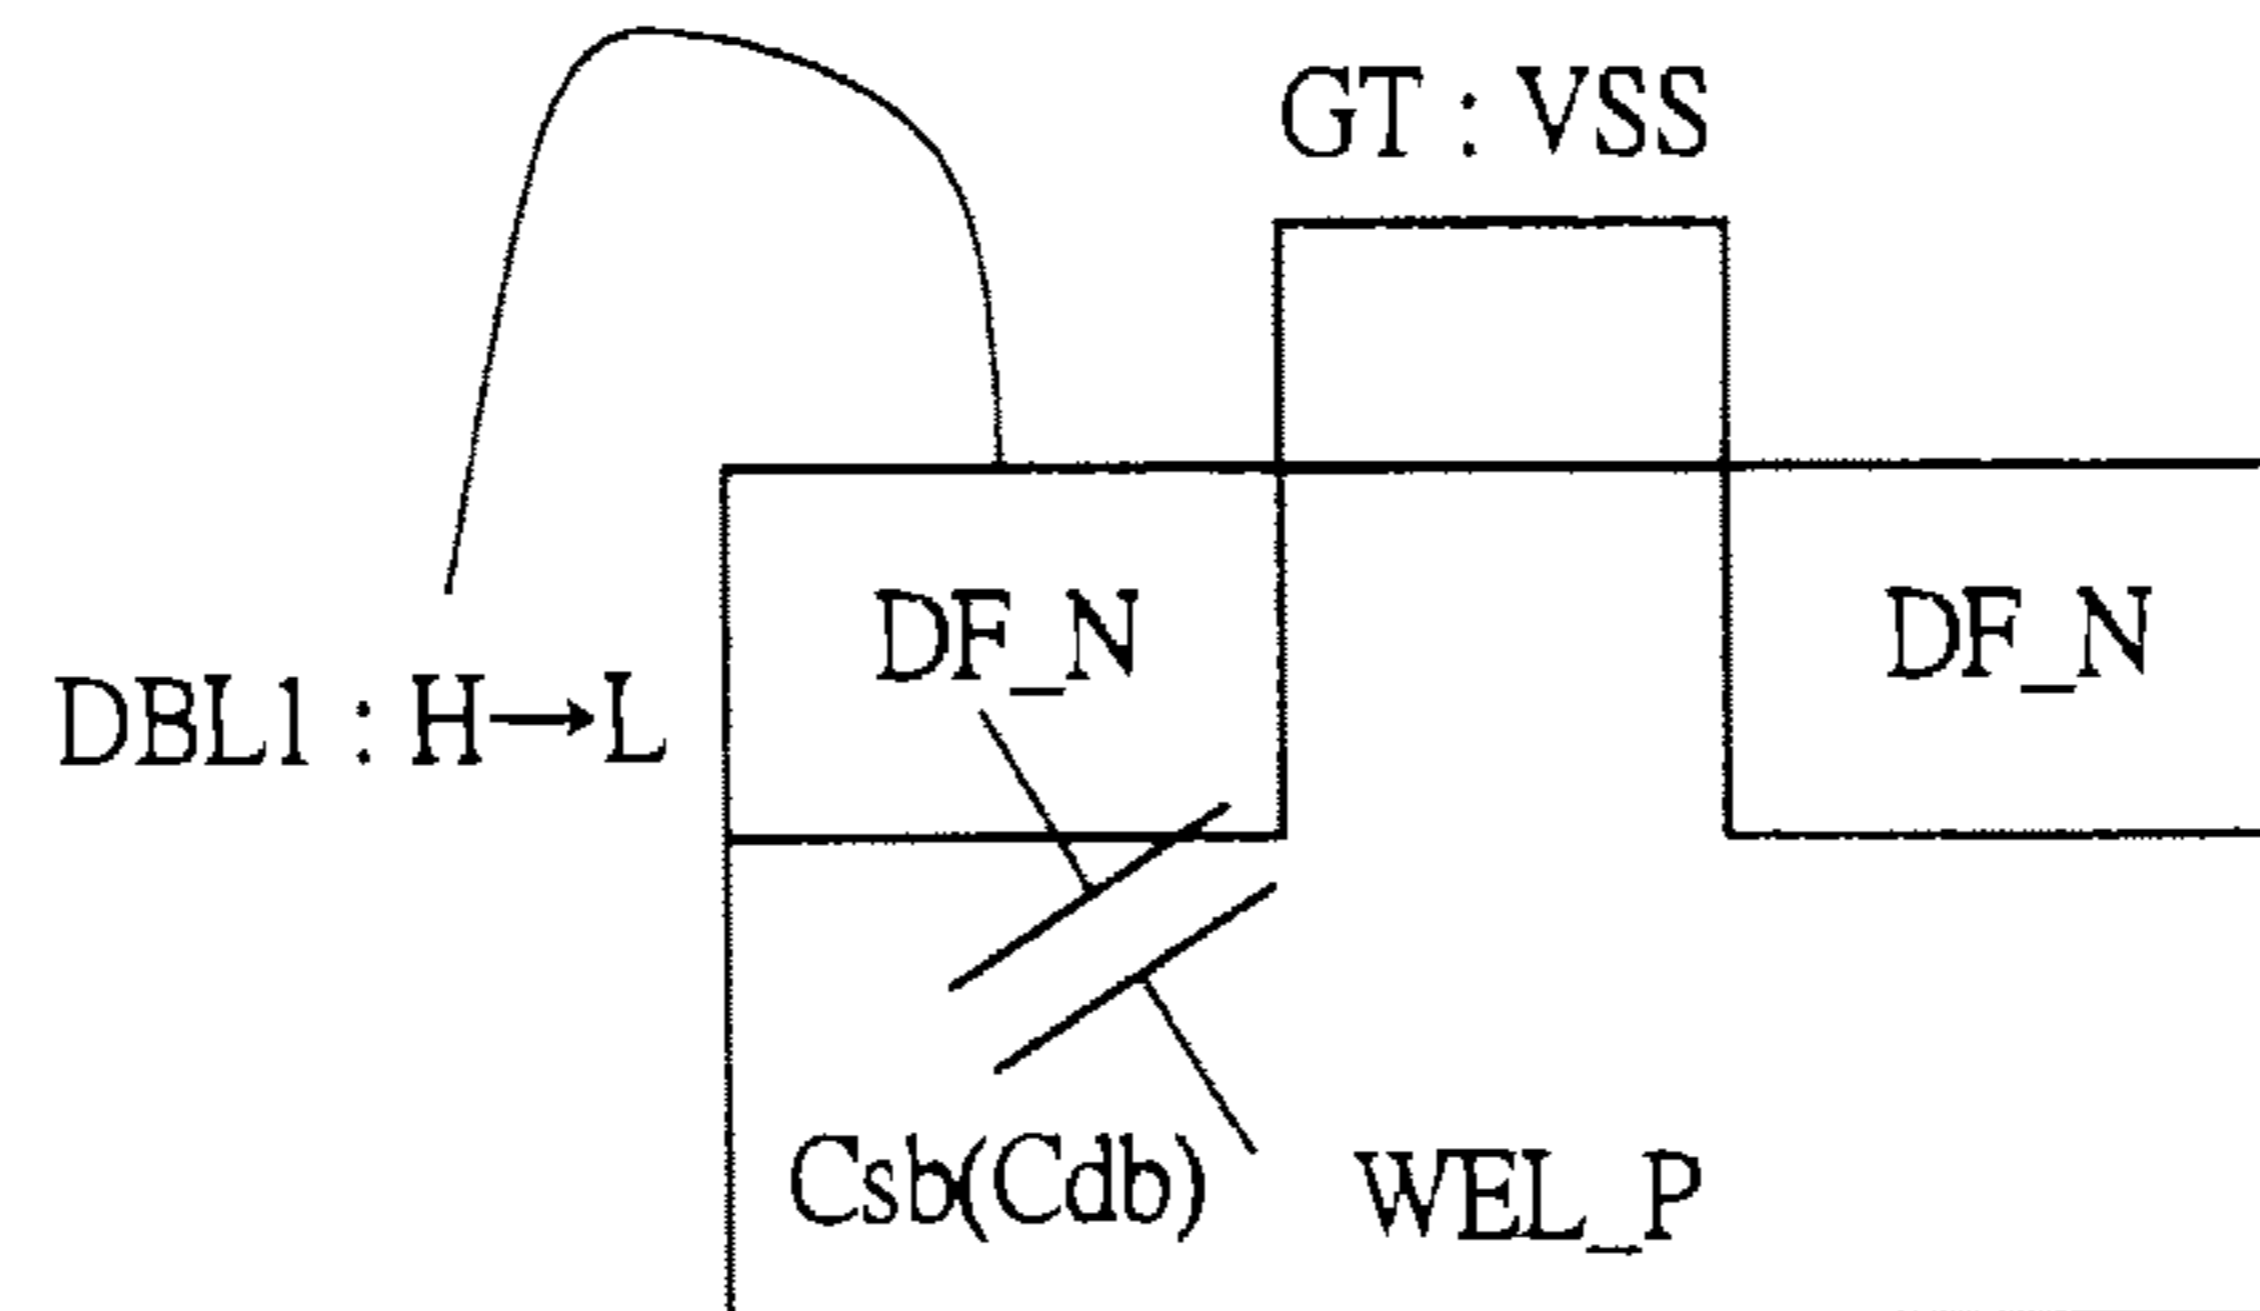 GT : VSS
DF_N
DF_N
DBL1 : H→L
Csb(Cdb)
WEL_P